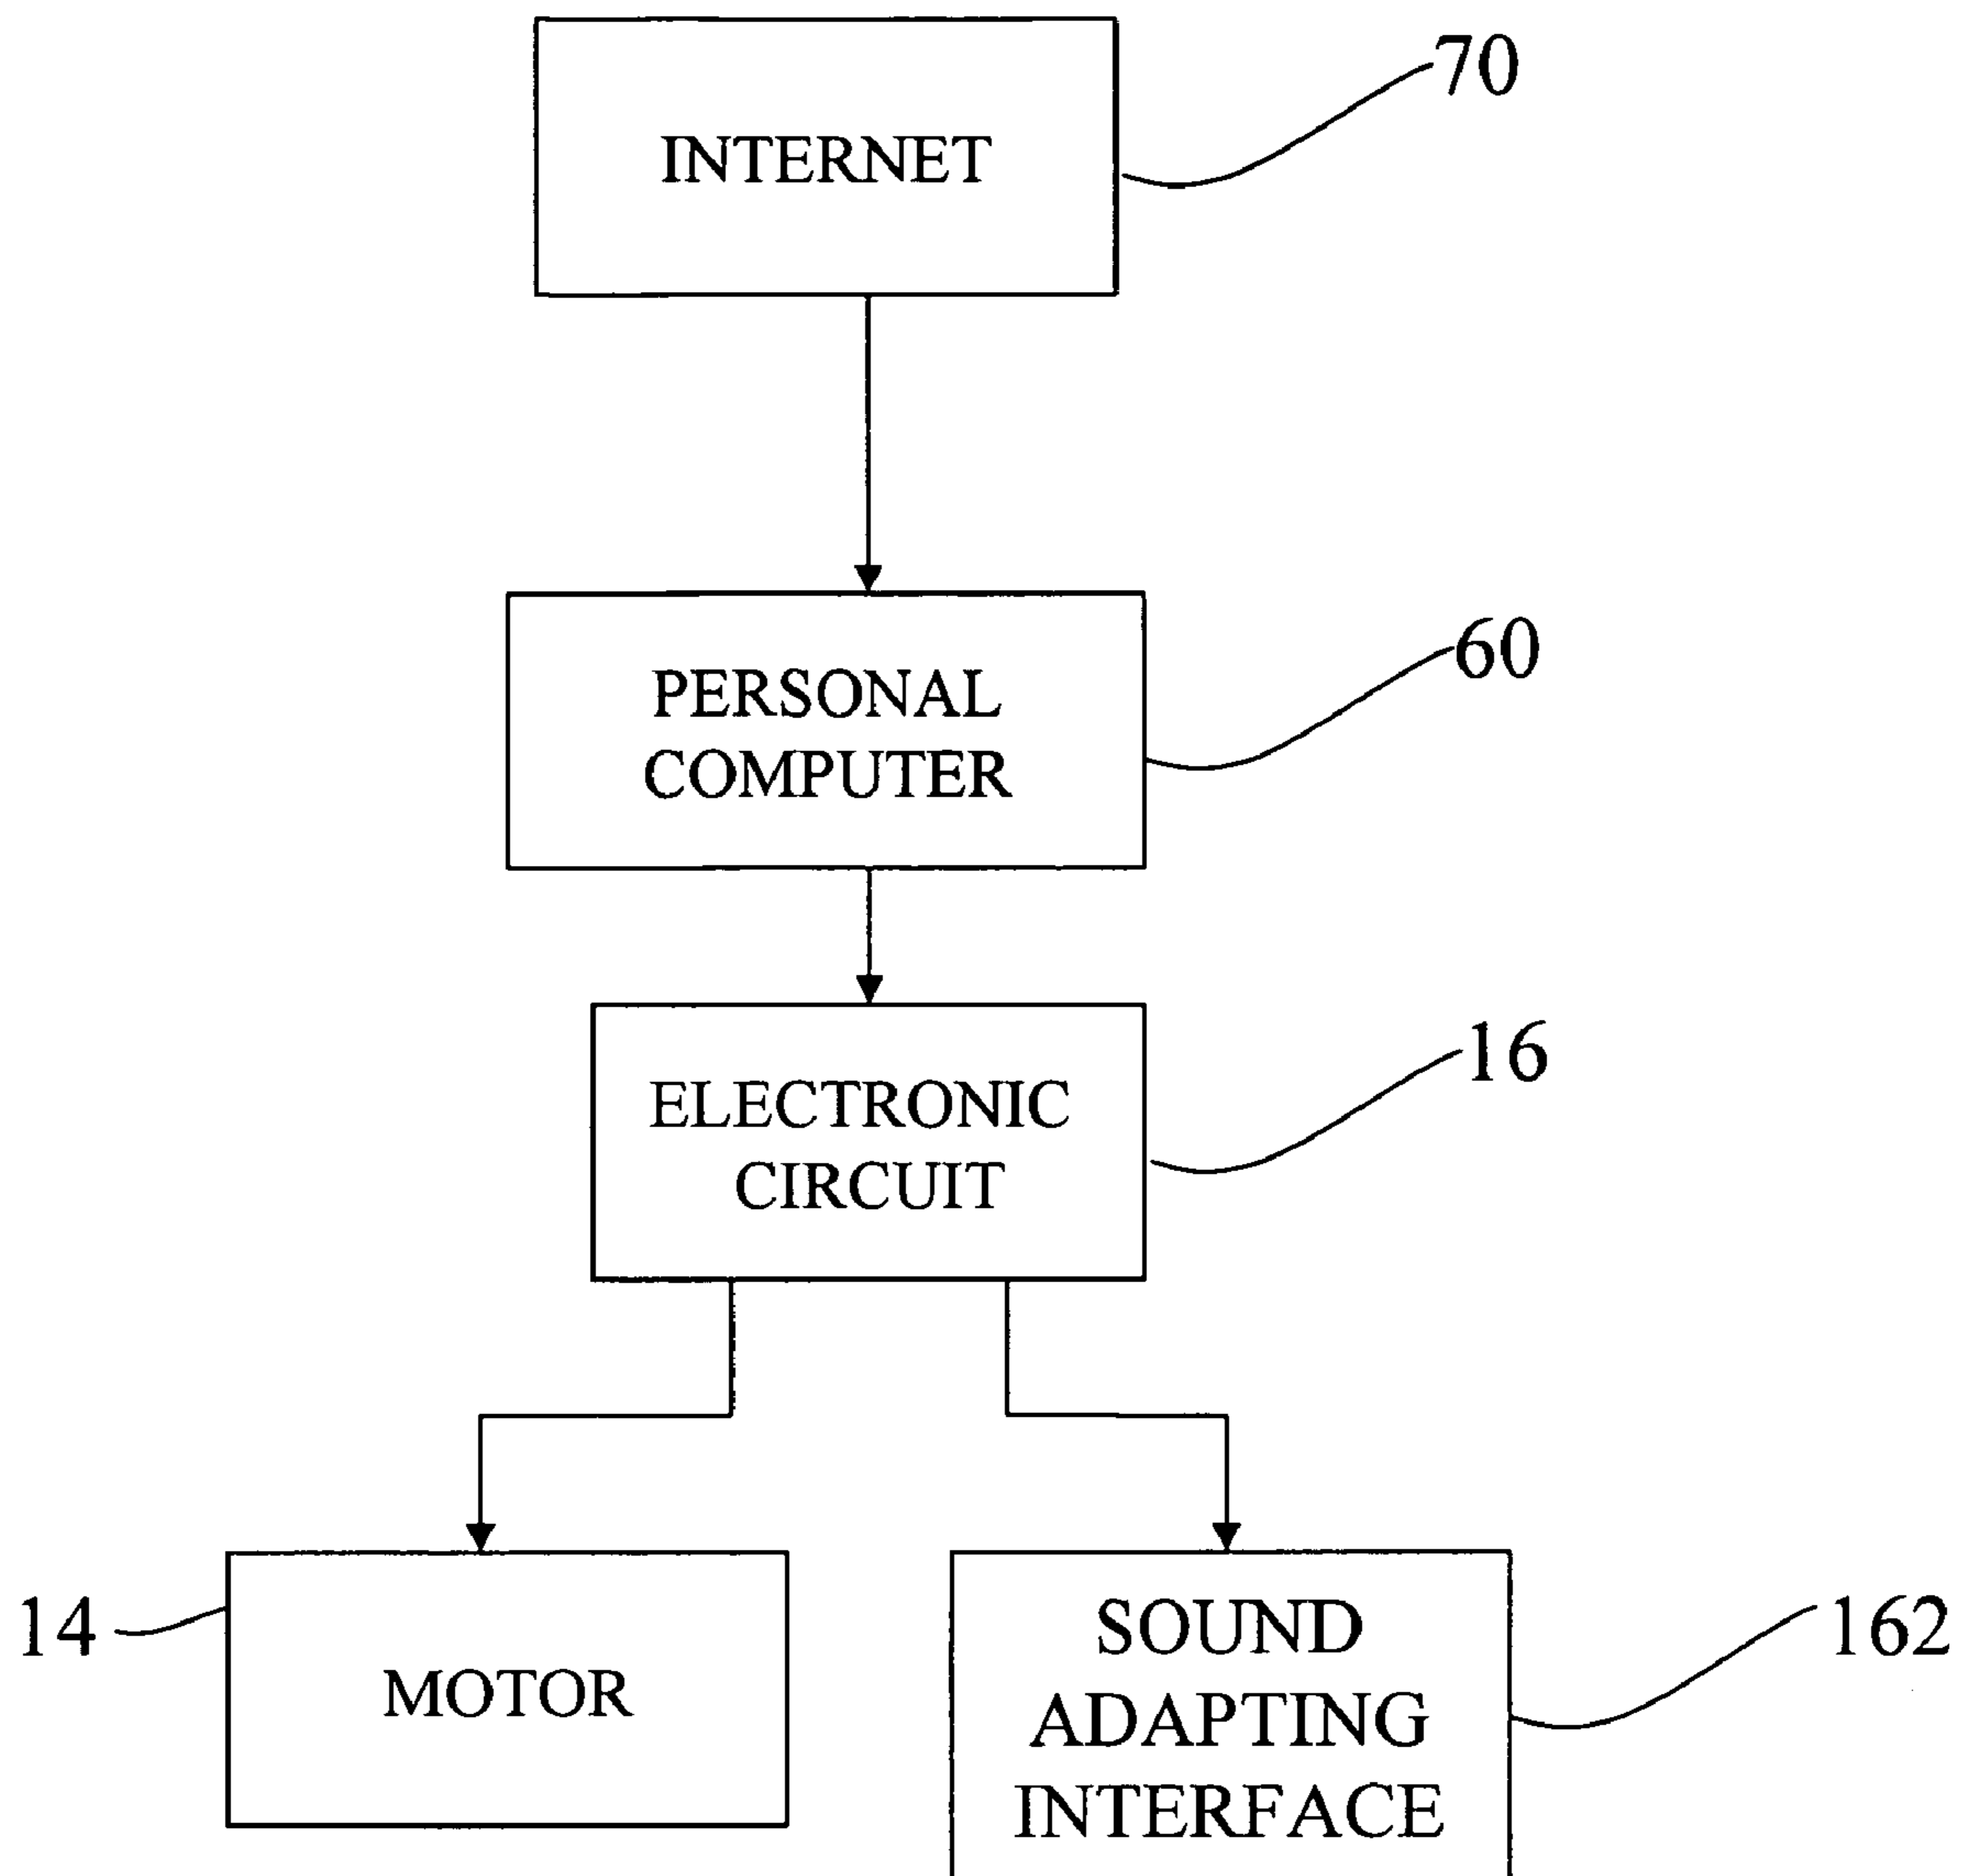 70
INTERNET
60
PERSONAL
COMPUTER
16
ELECTRONIC
CIRCUIT
14
MOTOR
SOUND
ADAPTING
INTERFACE
162